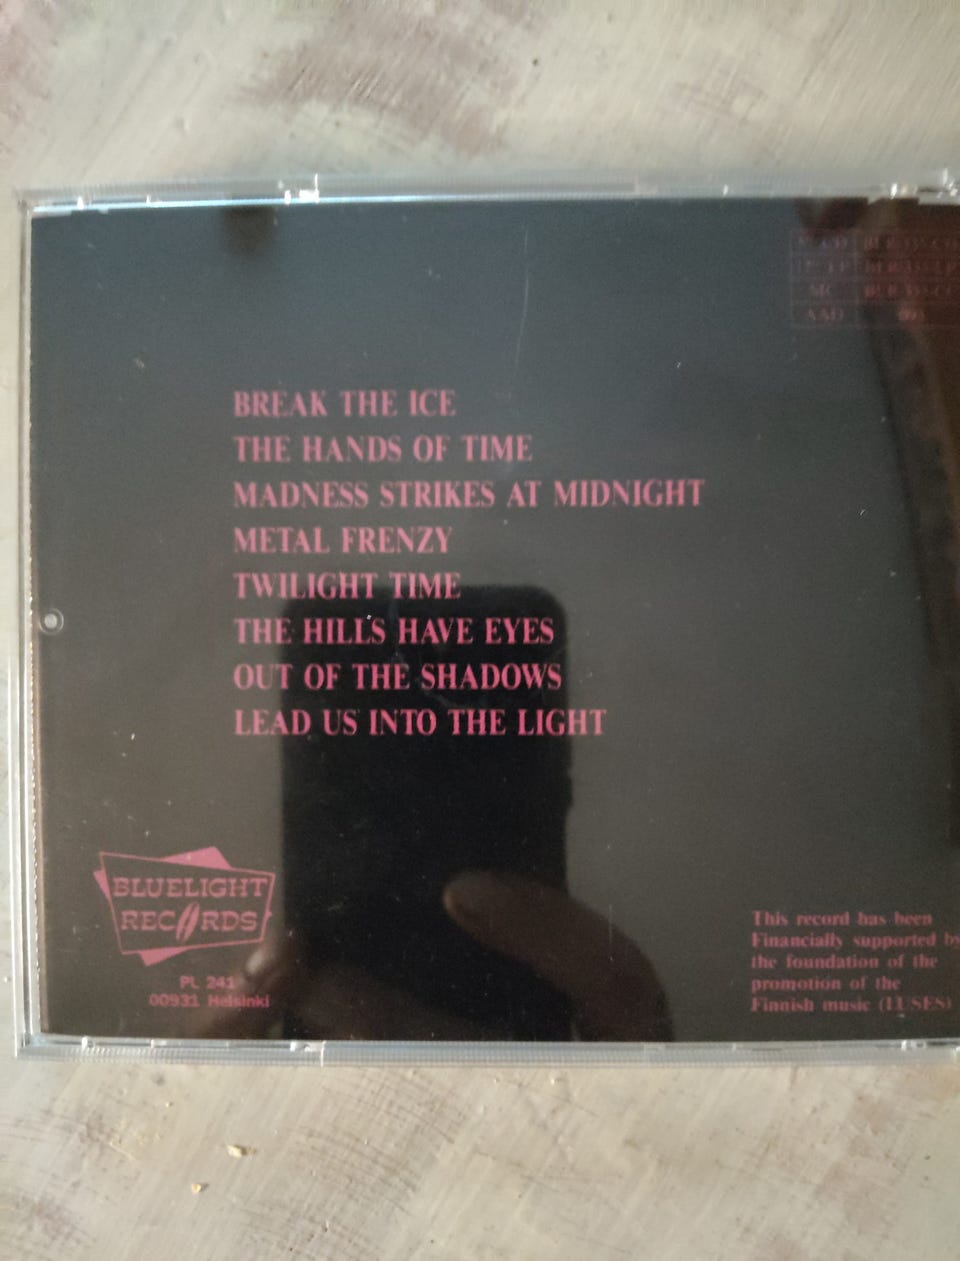 BREAK THE ICE
THE HANDS OF TIME
MADNESS STRIKES AT MIDNIGHT
METAL FRENZY
TWILIGHT TIME
THE HILLS HAVE EYES
OUT OF THE SHADOWS
LEAD US INTO THE LIGHT
BLUELIGHT
RECORDS
PL 241
00931 Helsinki
This record has been
Financially supported by
the foundation of the
promotion of the
Finnish music (LUSES)
AAD